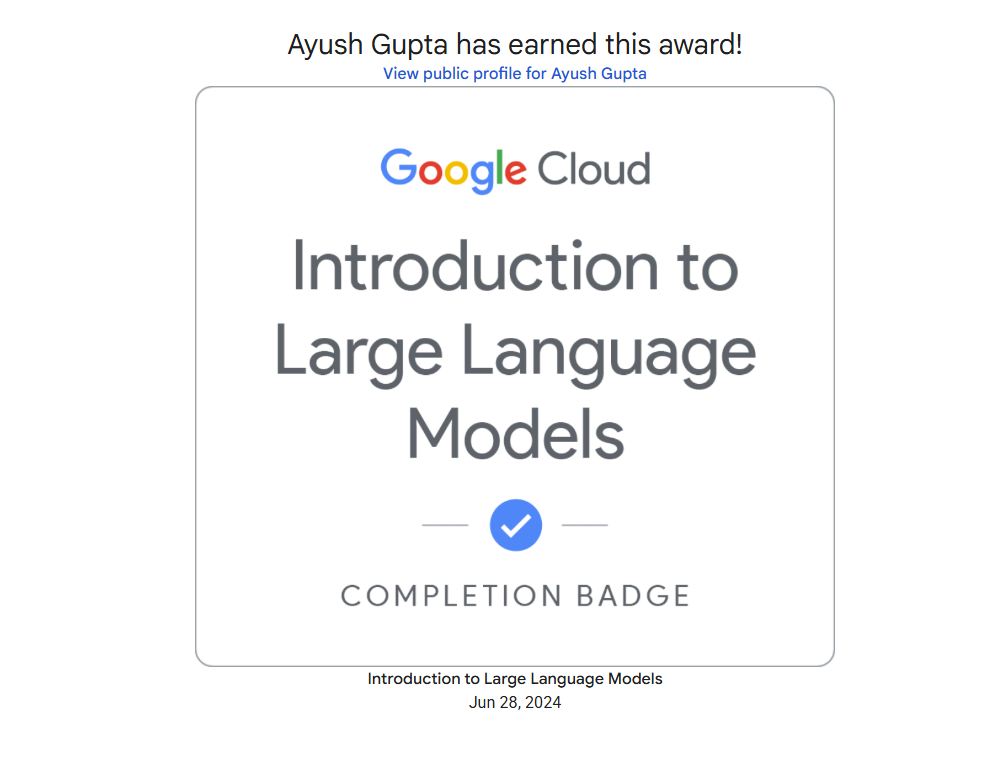 Ayush Gupta has earned this award!
View public profile for Ayush Gupta
Google Cloud
Introduction to
Large Language
Models
COMPLETION BADGE
Introduction to Large Language Models
Jun 28, 2024